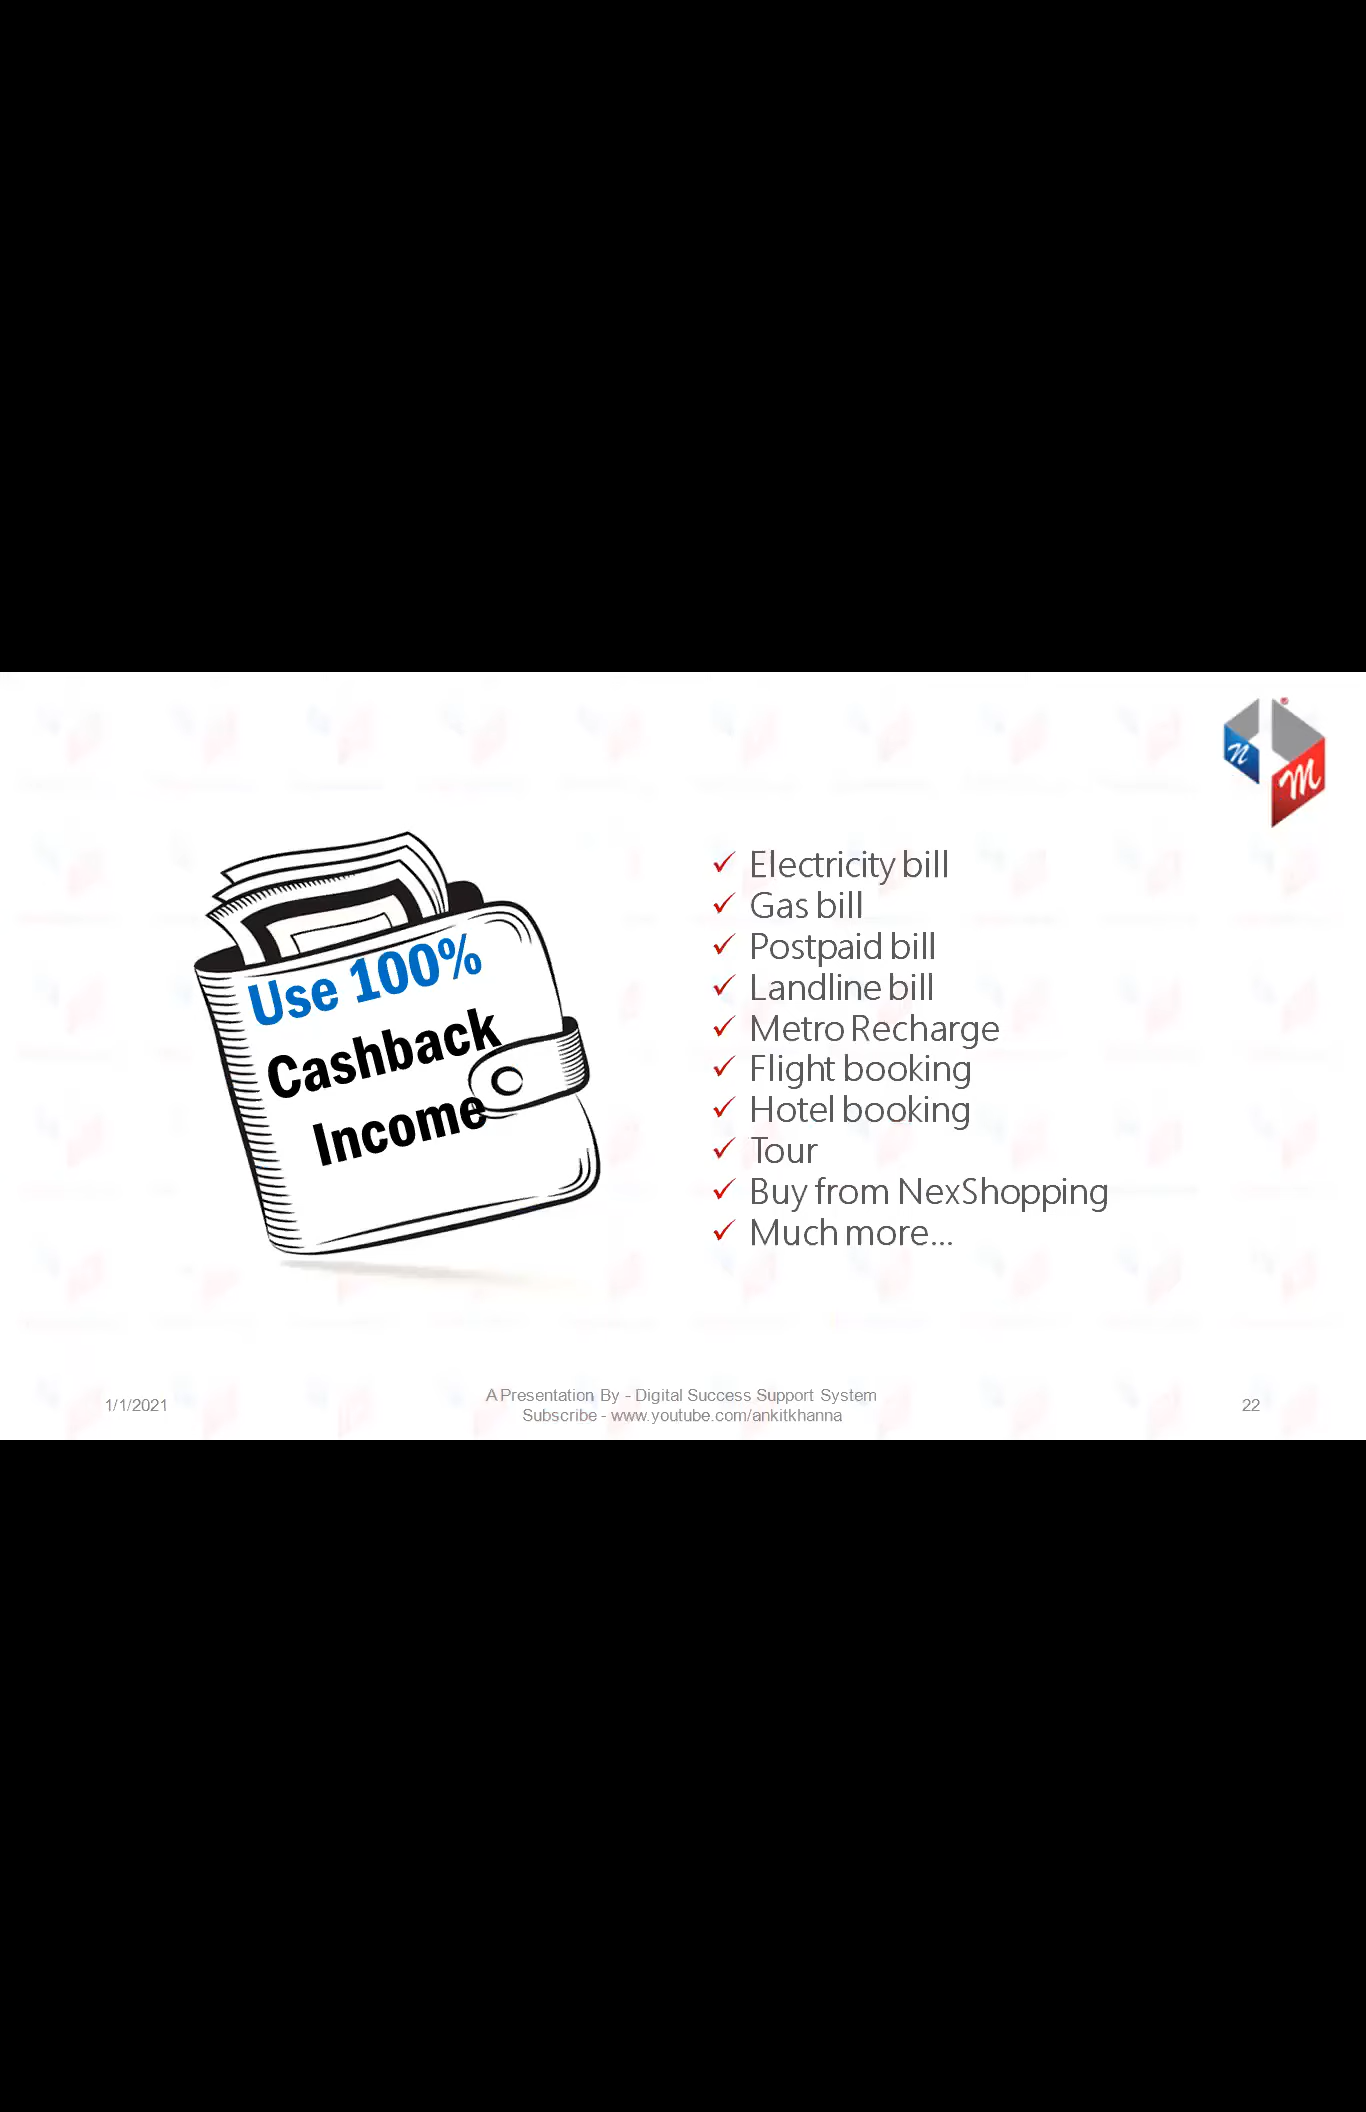 n
m
Use 100%
Cashback
Income
Electricity bill
Gas bill
Postpaid bill
Landline bill
Metro Recharge
Flight booking
Hotel booking
Tour
Buy from NexShopping
Much more...
1/1/2021
A Presentation By - Digital Success Support System
Subscribe - www.youtube.com/ankitkhanna
22